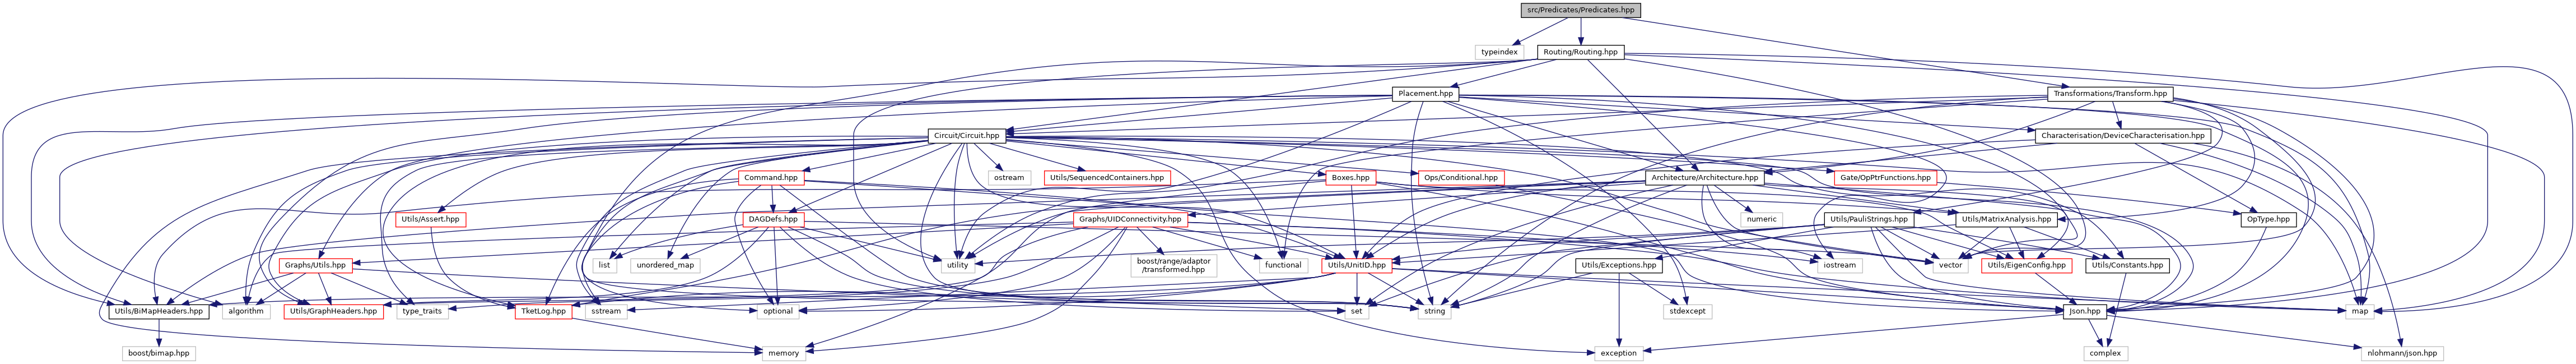 src/Predicates/Predicates.hpp
typeindex
Routing/Routing.hpp
Placement.hpp
Transformations/Transform.hpp
Circuit/Circuit.hpp
Characterisation/DeviceCharacterisation.hpp
Command.hpp
ostream
Utils/SequencedContainers.hpp
Boxes.hpp
Ops/Conditional.hpp
Architecture/Architecture.hpp
Gate/OpPtrFunctions.hpp
Utils/Assert.hpp
DAGDefs.hpp
Graphs/UIDConnectivity.hpp
numeric
Utils/PauliStrings.hpp
Utils/MatrixAnalysis.hpp
OpType.hpp
Graphs/Utils.hpp
list
unordered_map
utility
boost/range/adaptor
/transformed.hpp
functional
Utils/UnitID.hpp
Utils/Exceptions.hpp
iostream
vector
Utils/EigenConfig.hpp
Utils/Constants.hpp
Utils/BiMapHeaders.hpp
algorithm
Utils/GraphHeaders.hpp
type_traits
TketLog.hpp
sstream
optional
set
string
stdexcept
Json.hpp
map
boost/bimap.hpp
memory
exception
complex
nlohmann/json.hpp